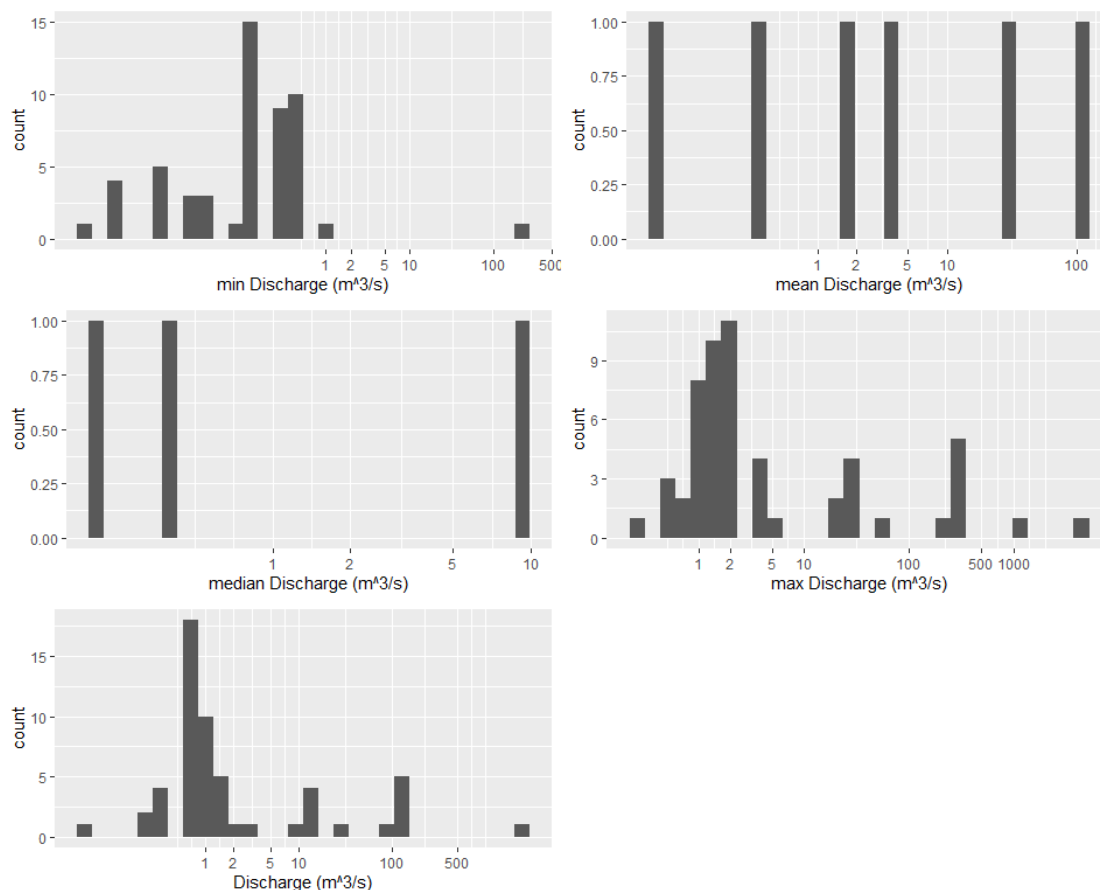 15
10
5
0
count
1 2 5 10 100 500
min Discharge (m^3/s)
1.00
0.75
0.50
0.25
0.00
count
1 2 5 10 100
mean Discharge (m^3/s)
1.00
0.75
0.50
0.25
0.00
count
1 2 5 10
median Discharge (m^3/s)
9
6
3
0
count
1 2 5 10 100 500 1000
max Discharge (m^3/s)
15
10
5
0
count
1 2 5 10 100 500
Discharge (m^3/s)